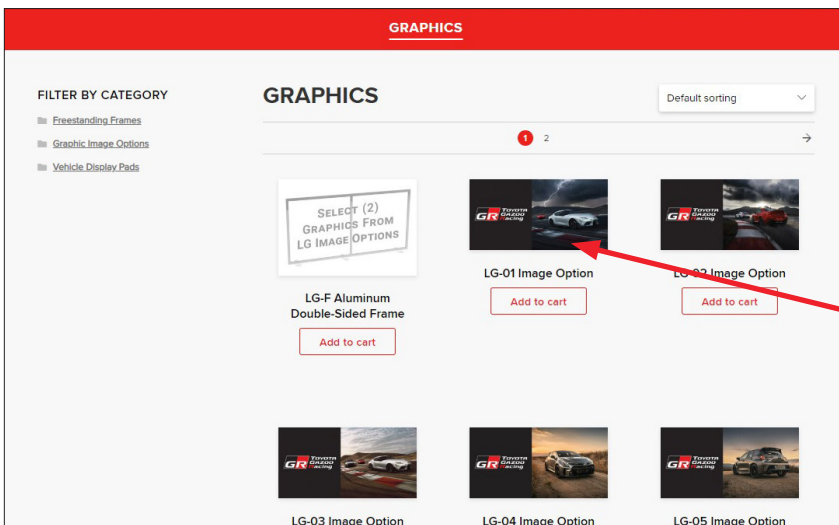 GRAPHICS
FILTER BY CATEGORY
Freestanding Frames
Graphic Image Options
Vehicle Display Pads
GRAPHICS
Default sorting
1 2
SELECT (2)
GRAPHICS FROM
LG IMAGE OPTIONS
LG-F Aluminum
Double-Sided Frame
Add to cart
GR TOYOTA
GAZOO
Racing
LG-01 Image Option
Add to cart
GR TOYOTA
GAZOO
Racing
LG-02 Image Option
Add to cart
GR TOYOTA
GAZOO
Racing
LG-03 Image Option
GR TOYOTA
GAZOO
Racing
LG-04 Image Option
GR TOYOTA
GAZOO
Racing
LG-05 Image Option